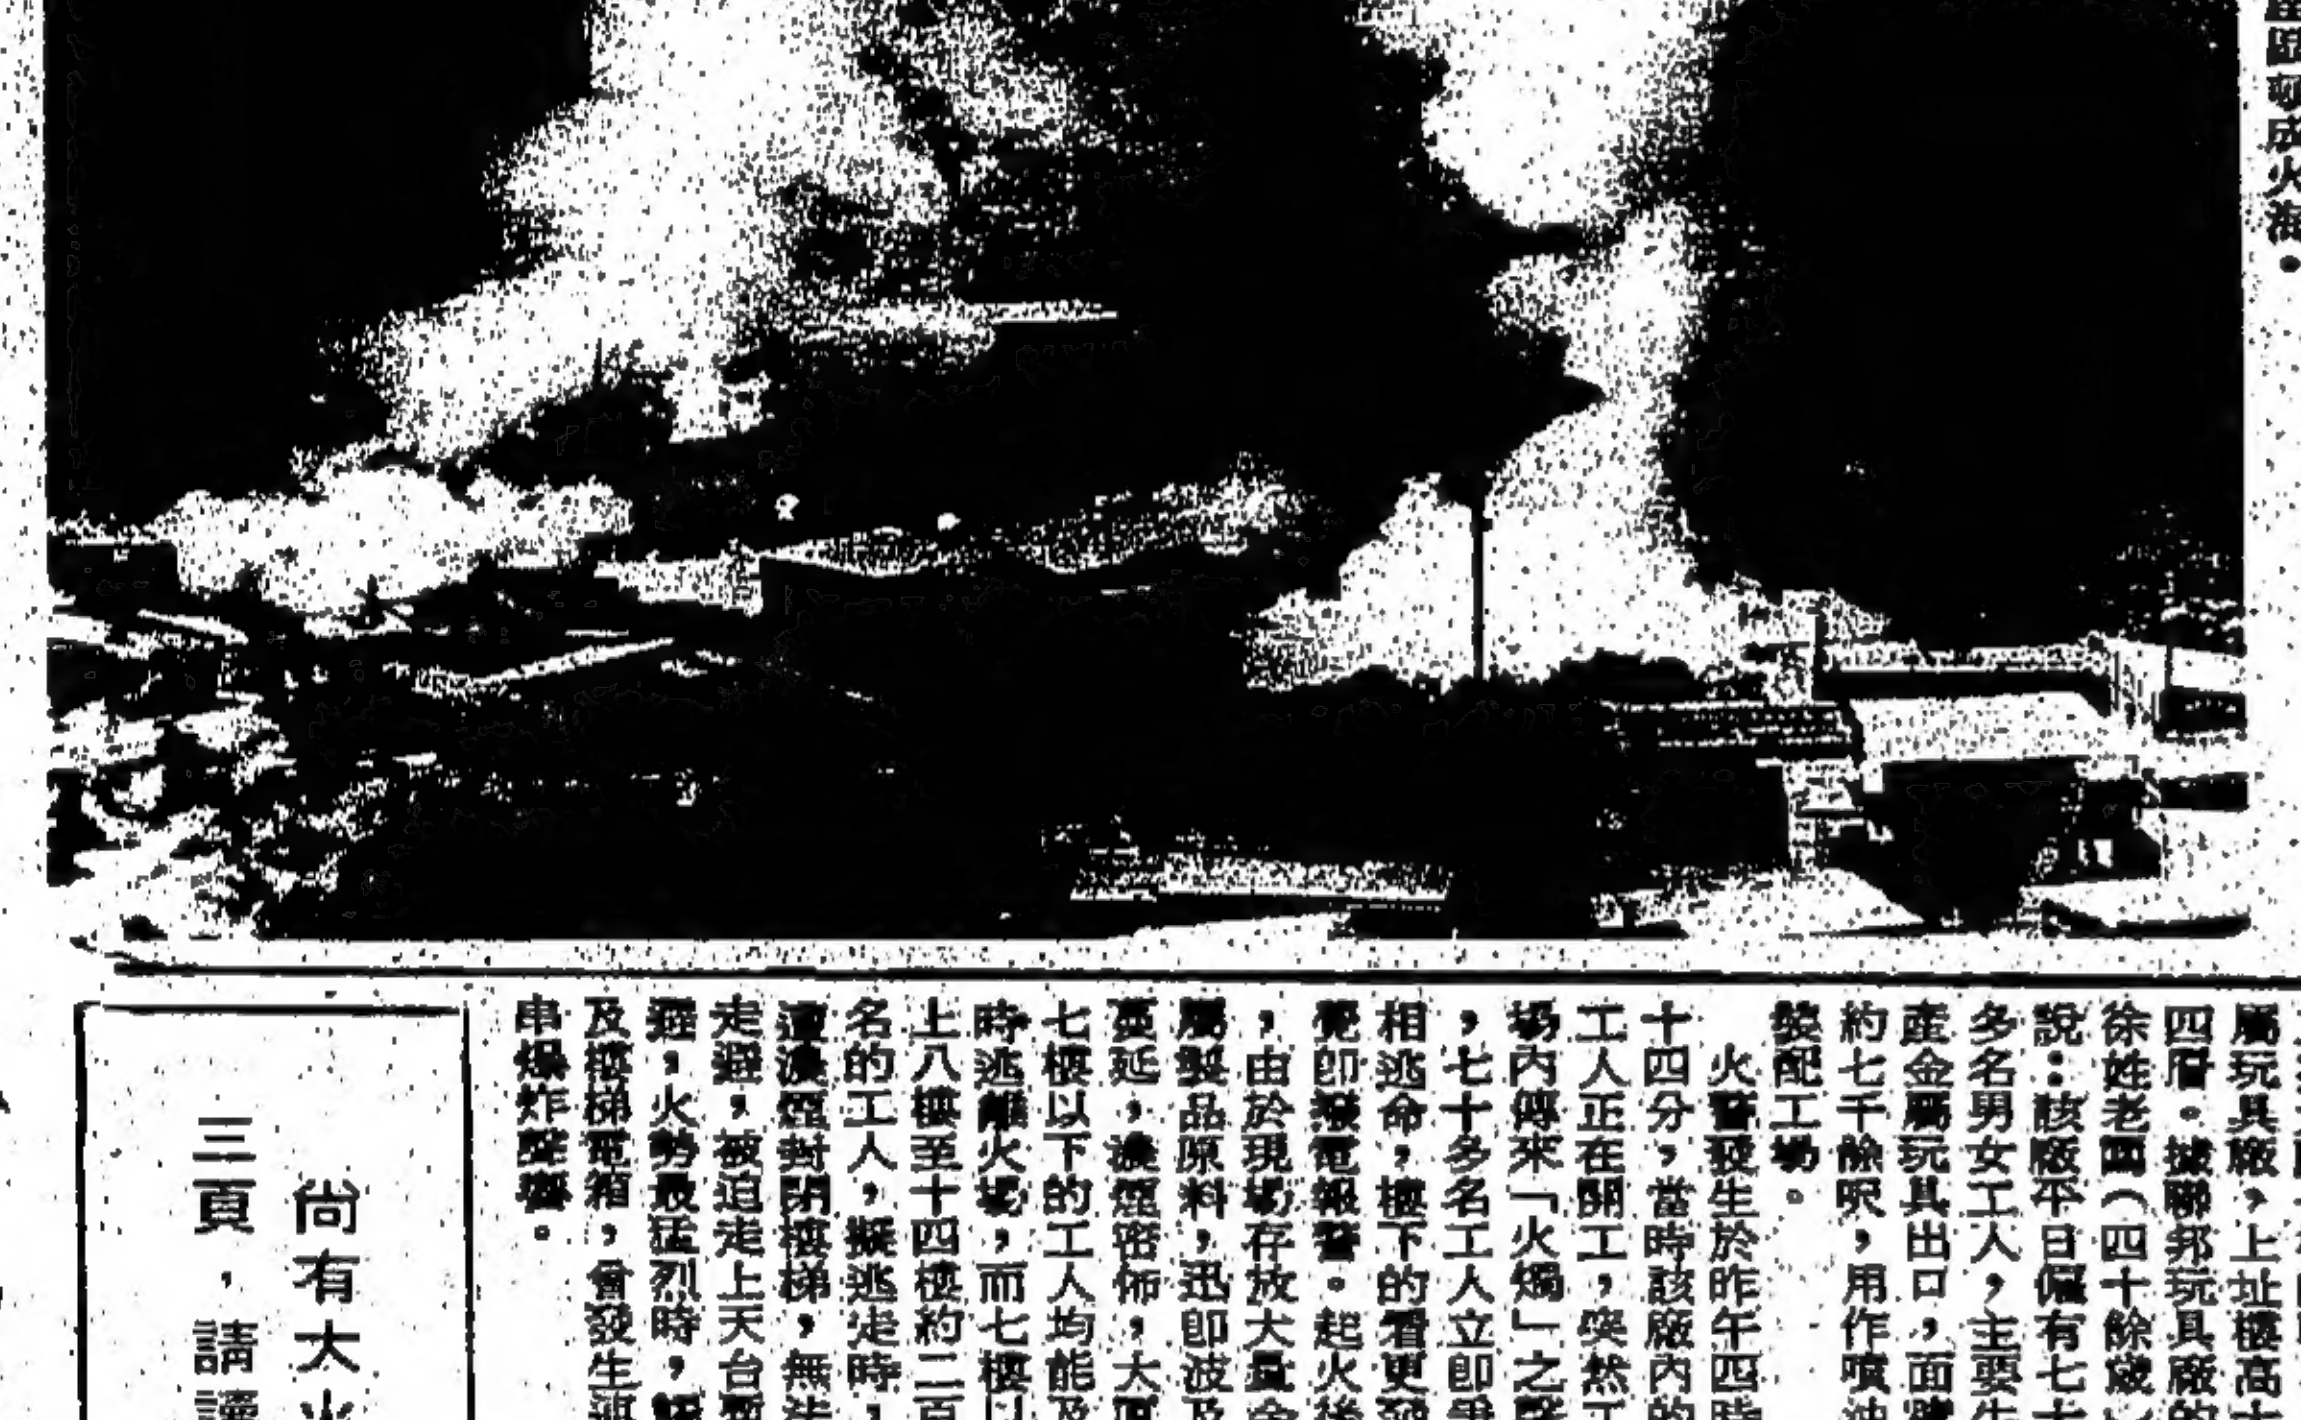 頓成火海。
屬玩具廠，上址樓高十
四層。據聯邦玩具廠的
徐姓老闆（四十餘歲）
說：該廠平日僱有七十
多名男女工人，主要生
產金屬玩具出口，面積
約七千餘呎，用作噴油
裝配工場。
火警發生於昨午四時
十四分，當時該廠內的
工人正在開工，突然工
場內傳來「火燭」之聲
，七十多名工人立即爭
相逃命，樓下的看更發
覺即撥電報警。起火後
，由於現場存放大量金
屬製品原料，迅即波及
蔓延，濃煙密佈，大廈
七樓以下的工人均能及
時逃離火場，而七樓以
上八樓至十四樓約二百
名的工人，擬逃走時，
遭濃煙封閉樓梯，無法
走避，被迫走上天台
避，火勢最猛烈時，
及樓梯電箱，會發生連
串爆炸聲響。
尚有大火
三頁，請讀